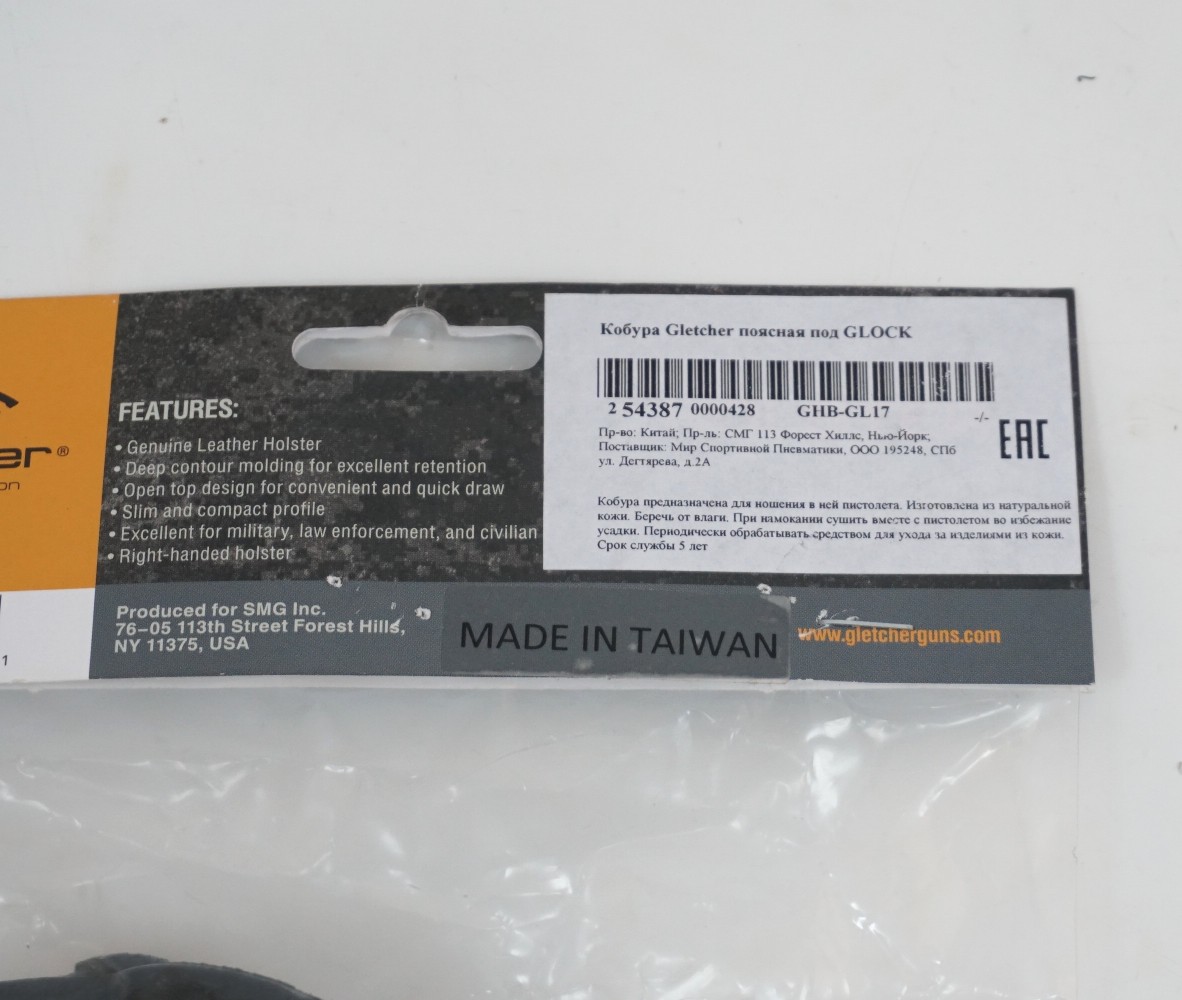 er®
on
1
FEATURES:
• Genuine Leather Holster
• Deep contour molding for excellent retention
• Open top design for convenient and quick draw
• Slim and compact profile
• Excellent for military, law enforcement, and civilian
• Right-handed holster
Produced for SMG Inc.
76-05 113th Street Forest Hills,
NY 11375, USA
MADE IN TAIWAN
www.gletcherguns.com
Кобура Gletcher поясная под GLOCK
2 54387 0000428 GHB-GL17 -/-
EAC
Пр-во: Китай; Пр-ль: СМГ 113 Форест Хиллс, Нью-Йорк;
Поставщик: Мир Спортивной Пневматики, ООО 195248, СПб
ул. Дегтярева, д.2А
Кобура предназначена для ношения в ней пистолета. Изготовлена из натуральной
кожи. Беречь от влаги. При намокании сушить вместе с пистолетом во избежание
усадки. Периодически обрабатывать средством для ухода за изделиями из кожи.
Срок службы 5 лет